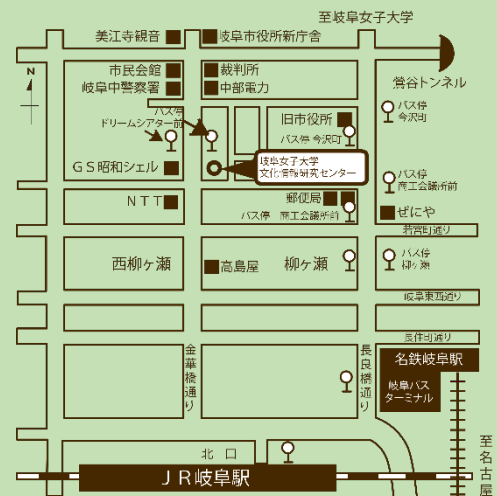 至岐阜女子大学
美江寺観音
岐阜市役所新庁舎
市民会館
裁判所
岐阜中警察署
中部電力
鶯谷トンネル
N
バス停
ドリームシアター前
旧市役所
バス停 今沢町
バス停
今沢町
GS昭和シェル
岐阜女子大学
文化情報研究センター
バス停
商工会議所前
NTT
郵便局
バス停 商工会議所前
ぜにや
若宮町通り
西柳ヶ瀬
高島屋
柳ヶ瀬
バス停
柳ヶ瀬
岐阜東西通り
長住町通り
金華橋通り
長良橋通り
名鉄岐阜駅
岐阜バス
ターミナル
北口
JR岐阜駅
至名古屋